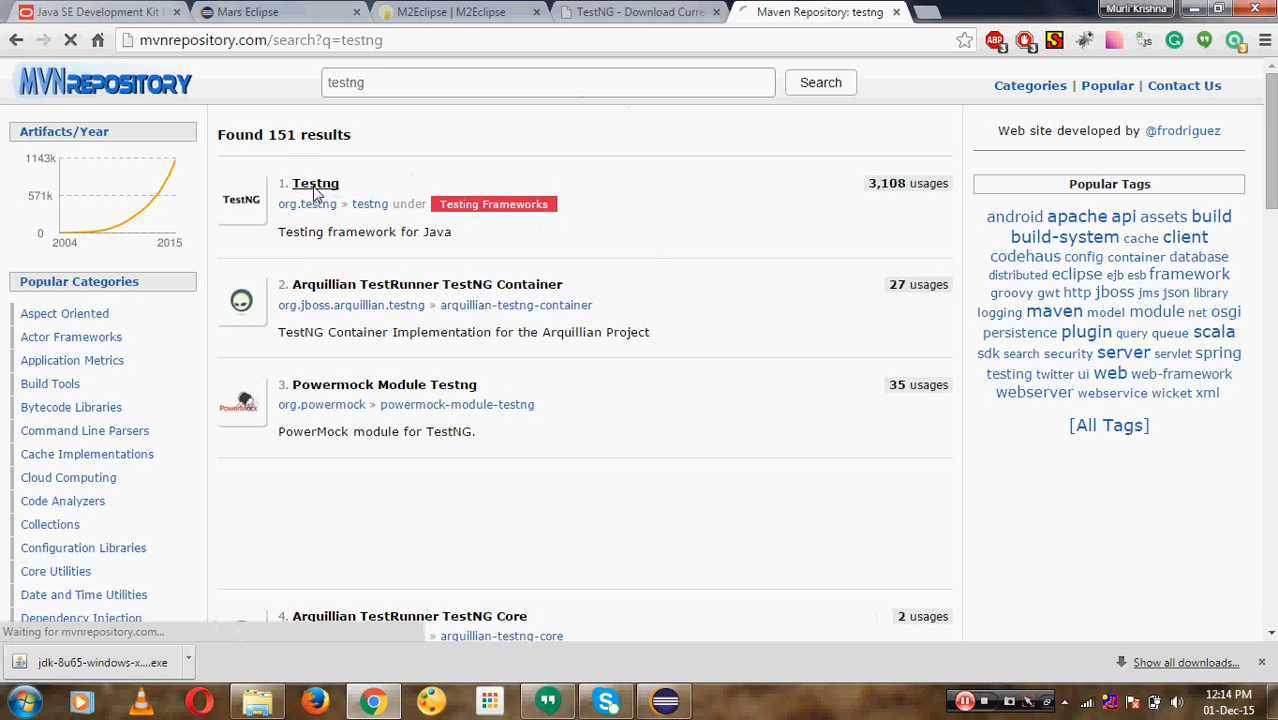 Java SE Development Kit
Mars Eclipse
M2Eclipse | M2Eclipse
TestNG - Download Curre
Maven Repository: testng
Murli Krishna
mvnrepository.com/search?q=testng
MVNREPOSITORY
testng
Search
Categories | Popular | Contact Us
Artifacts/Year
1143k
571k
0
2004 2015
Popular Categories
Aspect Oriented
Actor Frameworks
Application Metrics
Build Tools
Bytecode Libraries
Command Line Parsers
Cache Implementations
Cloud Computing
Code Analyzers
Collections
Configuration Libraries
Core Utilities
Date and Time Utilities
Dependency Injection
Found 151 results
TestNG
1. Testng
3,108 usages
org.testng » testng under Testing Frameworks
Testing framework for Java
2. Arquillian TestRunner TestNG Container
27 usages
org.jboss.arquillian.testng » arquillian-testng-container
TestNG Container Implementation for the Arquillian Project
PowerMock
3. Powermock Module Testng
35 usages
org.powermock » powermock-module-testng
PowerMock module for TestNG.
4. Arquillian TestRunner TestNG Core
2 usages
» arquillian-testng-core
Web site developed by @frodriguez
Popular Tags
android apache api assets build
build-system cache client
codehaus config container database
distributed eclipse ejb esb framework
groovy gwt http jboss jms json library
logging maven model module net osgi
persistence plugin query queue scala
sdk search security server servlet spring
testing twitter ui web web-framework
webserver webservice wicket xml
[All Tags]
Waiting for mvnrepository.com...
jdk-8u65-windows-x....exe
Show all downloads...
12:14 PM
01-Dec-15